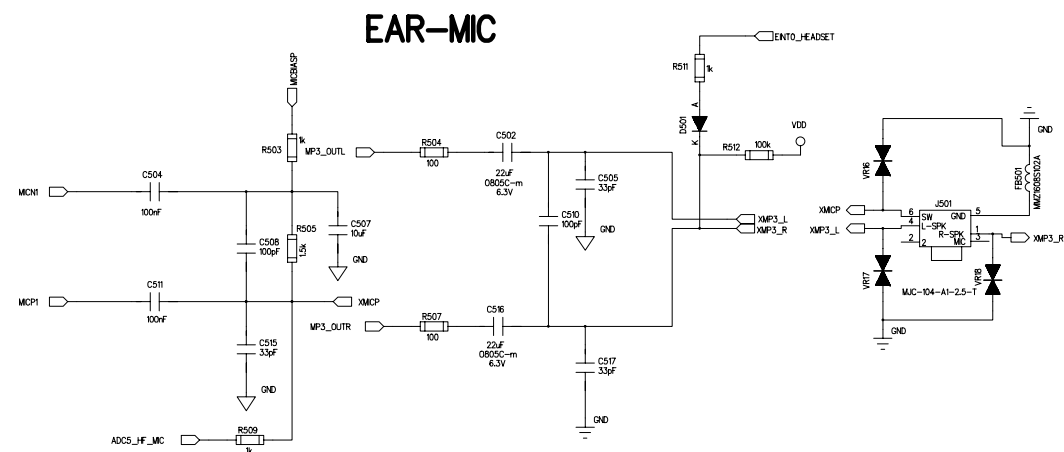 EAR-MIC
MICBIASP
R503
1k
MICN1
C504
100nF
C508
100pF
R505
1.5k
C507
10uF
GND
MICP1
C511
100nF
XMICP
C515
33pF
GND
ADC5_HF_MIC
R509
1k
MP3_OUTL
R504
100
C502
22uF
0805C-m
6.3V
C505
33pF
C510
100pF
GND
MP3_OUTR
R507
100
C516
22uF
0805C-m
6.3V
C517
33pF
GND
EINT0_HEADSET
R511
1k
A
D501
K
R512
100k
VDD
XMP3_L
XMP3_R
GND
VR16
FB501
MMZ1608S102A
XMICP
J501
6
SW
GND
5
XMP3_L
4
L-SPK
R-SPK
1
XMP3_R
2
2
MIC
3
VR17
VR18
MJC-104-A1-2.5-T
GND